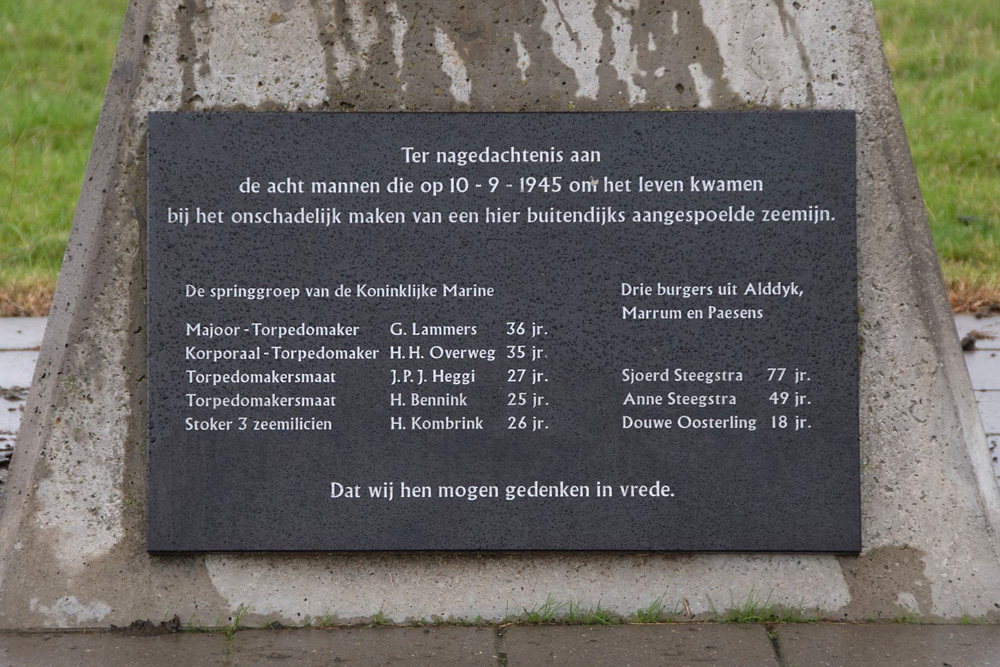 Ter nagedachtenis aan
de acht mannen die op 10 - 9 - 1945 om het leven kwamen
bij het onschadelijk maken van een hier buitendijks aangespoelde zeemijn.
De springgroep van de Koninklijke Marine
Majoor - Torpedomaker G. Lammers 36 jr.
Korporaal - Torpedomaker H. H. Overweg 35 jr.
Torpedomakersmaat J. P. J. Heggi 27 jr.
Torpedomakersmaat H. Bennink 25 jr.
Stoker 3 zeemilicien H. Kombrink 26 jr.
Drie burgers uit Alddyk,
Marrum en Paesens
Sjoerd Steegstra 77 jr.
Anne Steegstra 49 jr.
Douwe Oosterling 18 jr.
Dat wij hen mogen gedenken in vrede.